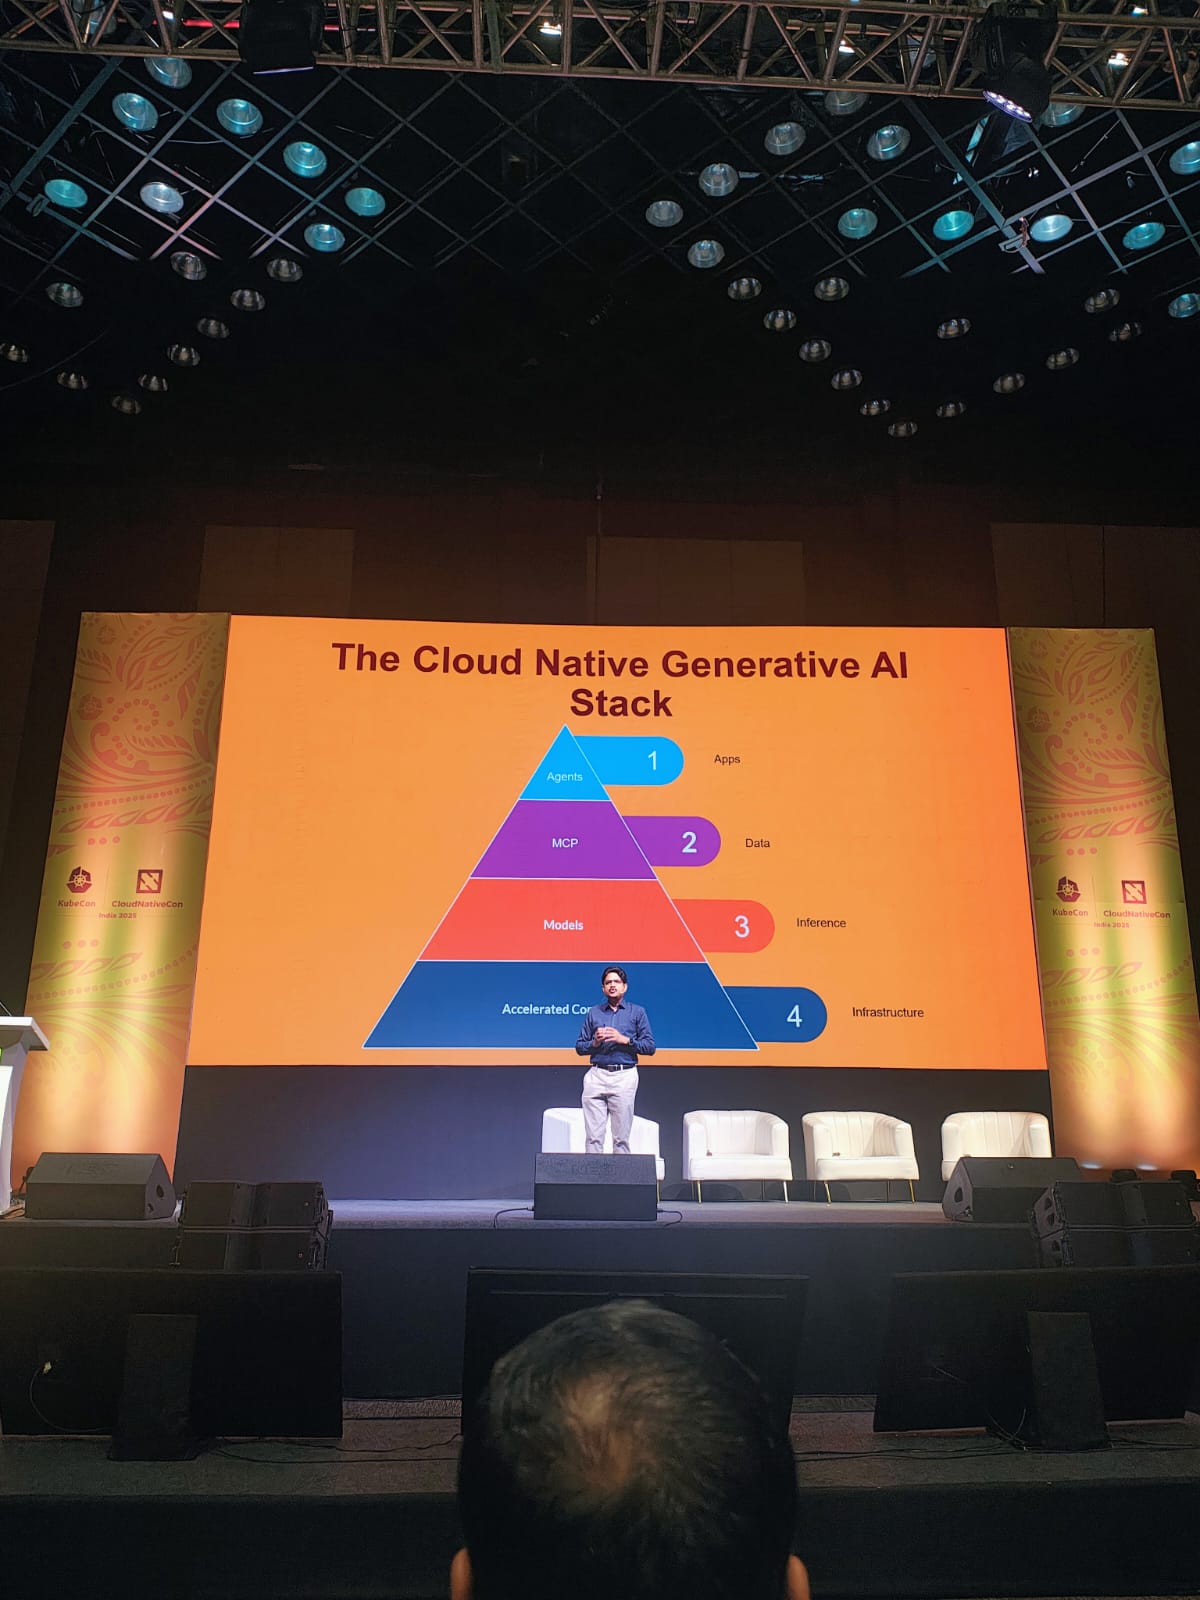 The Cloud Native Generative AI
Stack
Agents
1
Apps
MCP
2
Data
Models
3
Inference
Accelerated
4
Infrastructure
KubeCon
CloudNativeCon
India 2025
KubeCon
CloudNativeCon
India 2025